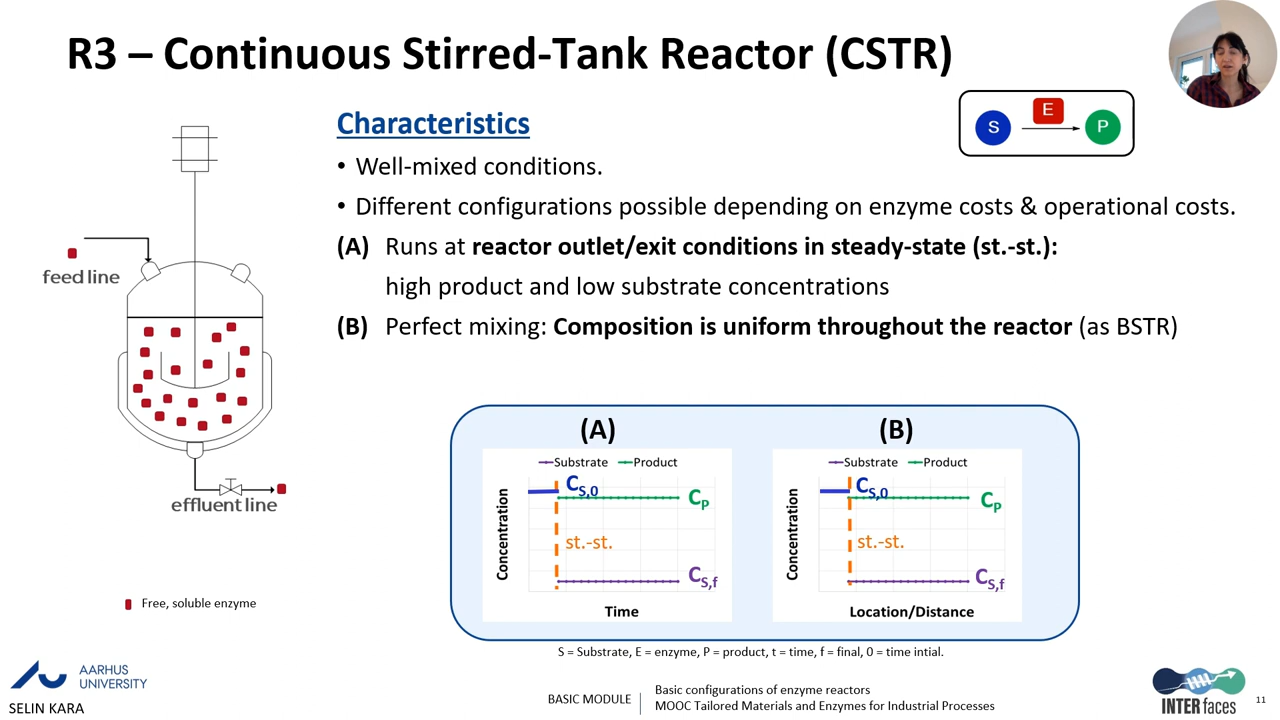 R3 – Continuous Stirred-Tank Reactor (CSTR)
Characteristics
S E P
• Well-mixed conditions.
• Different configurations possible depending on enzyme costs & operational costs.
(A) Runs at reactor outlet/exit conditions in steady-state (st.-st.):
high product and low substrate concentrations
(B) Perfect mixing: Composition is uniform throughout the reactor (as BSTR)
feed line
effluent line
Free, soluble enzyme
(A)
Substrate Product
Concentration
CS,0
CP
st.-st.
CS,f
Time
(B)
Substrate Product
Concentration
CS,0
CP
st.-st.
CS,f
Location/Distance
S = Substrate, E = enzyme, P = product, t = time, f = final, 0 = time intial.
AARHUS
UNIVERSITY
SELIN KARA
BASIC MODULE
Basic configurations of enzyme reactors
MOOC Tailored Materials and Enzymes for Industrial Processes
INTERfaces
11